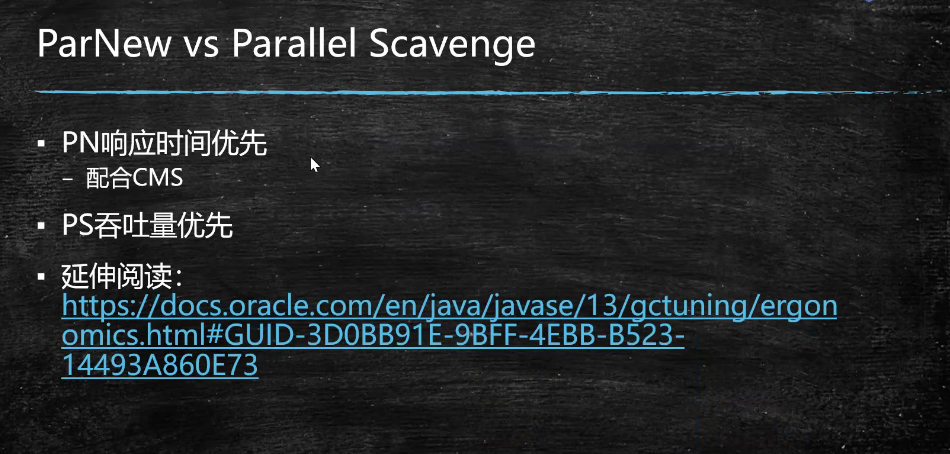 ParNew vs Parallel Scavenge
▪ PN响应时间优先
– 配合CMS
▪ PS吞吐量优先
▪ 延伸阅读：
https://docs.oracle.com/en/java/javase/13/gctuning/ergon
omics.html#GUID-3D0BB91E-9BFF-4EBB-B523-
14493A860E73